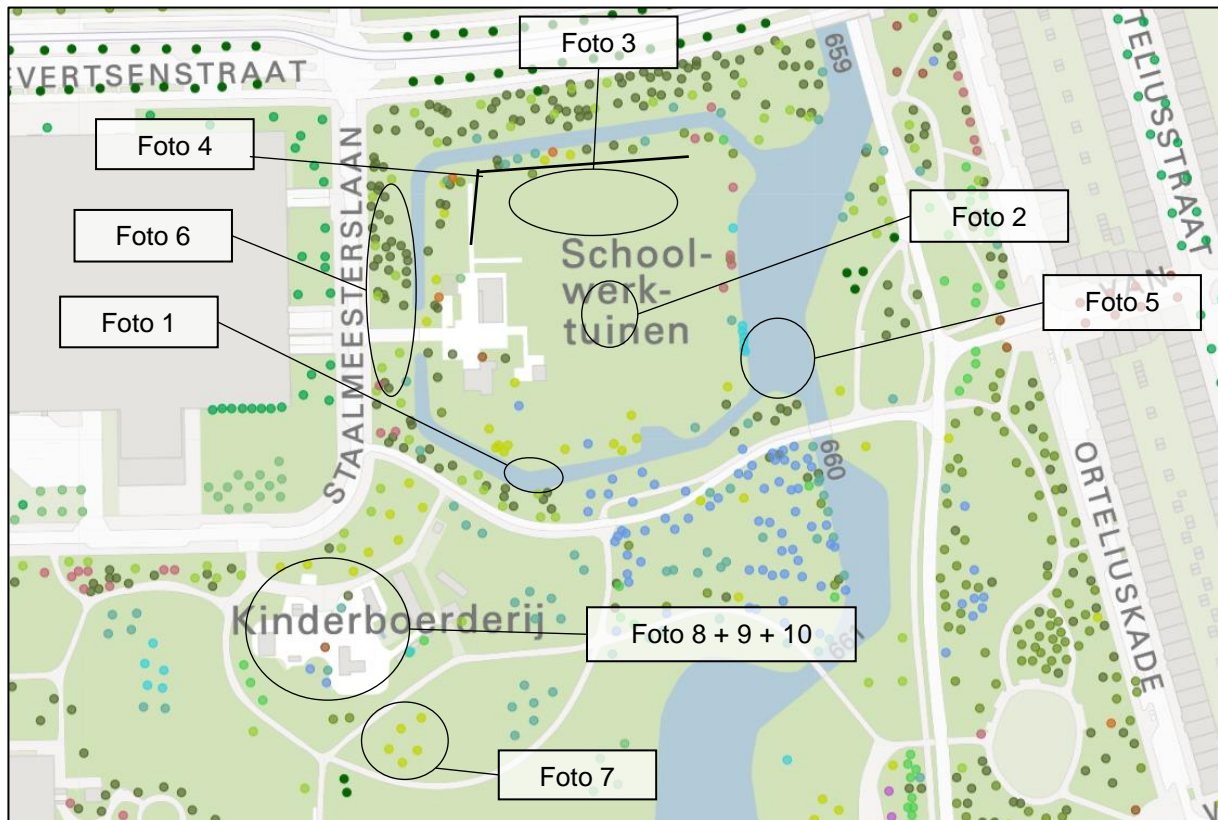 Foto 3
659
EVERTSENSTRAAT
TELIUSSTRAAT
Foto 4
STAALMEESTERSLAAN
Foto 6
Foto 2
School-
werk-
tuinen
VAN
Foto 1
Foto 5
660
ORTELIUSKADE
Kinderboerderij
Foto 8 + 9 + 10
661
Foto 7